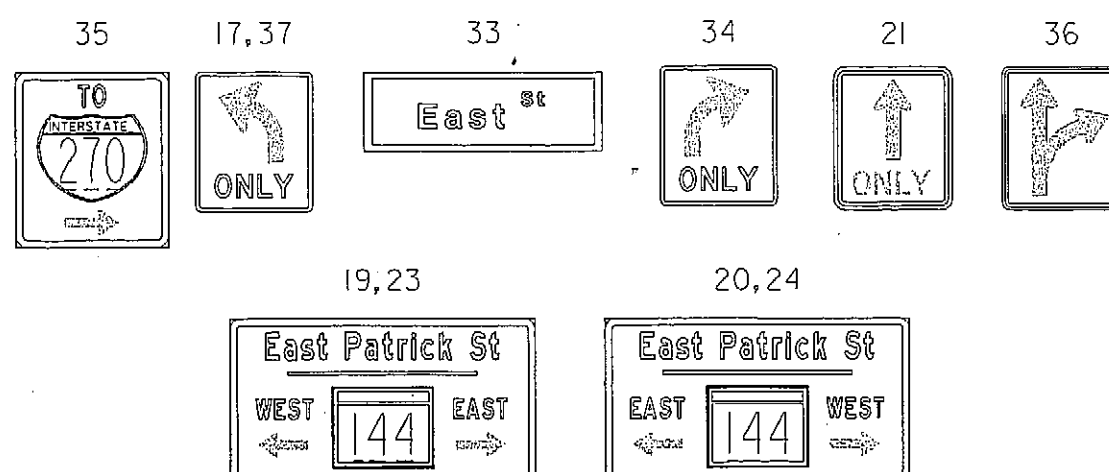 35 17,37 33 34 21 36
TO
INTERSTATE
270
ONLY
East St
ONLY
ONLY
19,23 20,24
East Patrick St
WEST 144 EAST
East Patrick St
EAST 144 WEST